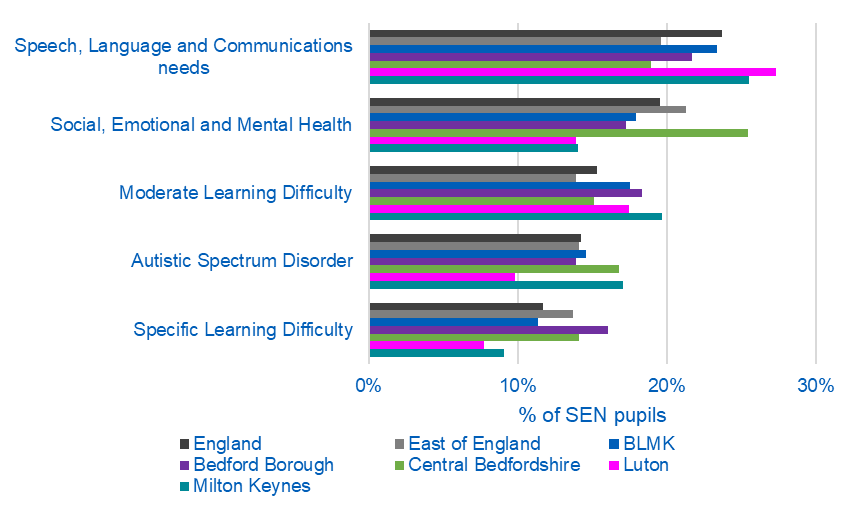 Speech, Language and Communications
needs
Social, Emotional and Mental Health
Moderate Learning Difficulty
Autistic Spectrum Disorder
Specific Learning Difficulty
0% 10% 20% 30%
% of SEN pupils
England East of England BLMK
Bedford Borough Central Bedfordshire Luton
Milton Keynes